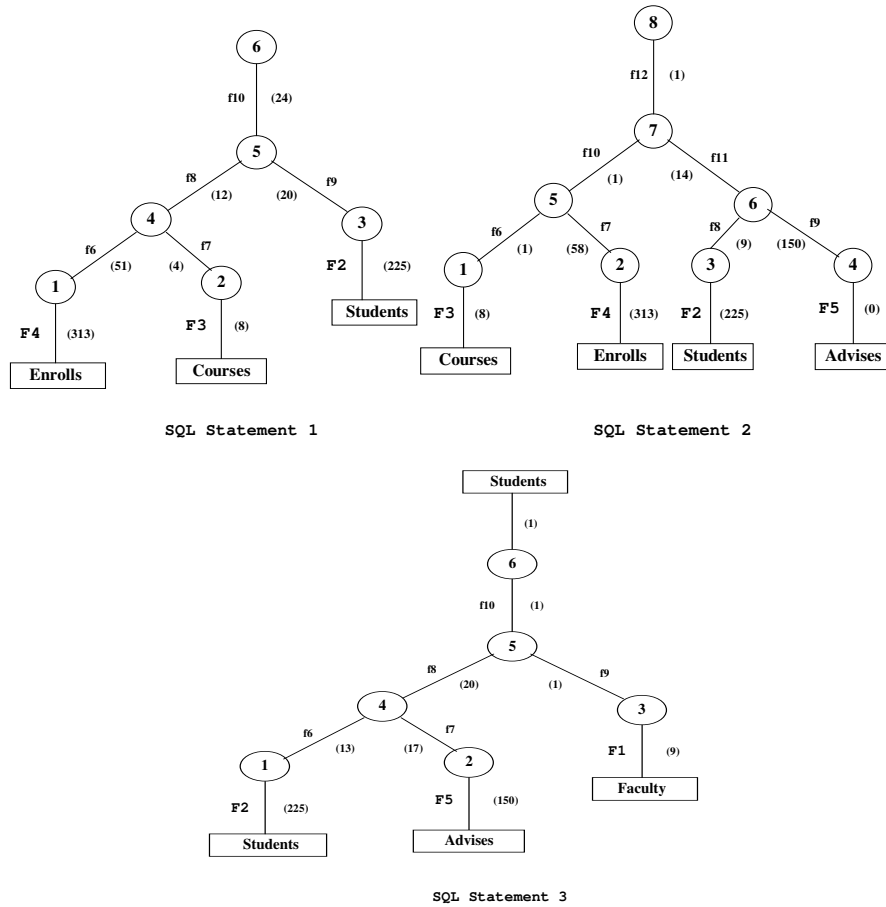 6
f10 (24)
5
f8 (12) (20) f9
4 3
f6 (51) (4) f7 F2 (225)
1 2 Students
F4 (313) F3 (8)
Enrolls Courses
SQL Statement 1
8
f12 (1)
7
f10 (1) (14) f11
5 6
f6 (1) (58) f7 f8 (9) (150) f9
1 2 3 4
F3 (8) F4 (313) F2 (225) F5 (0)
Courses Enrolls Students Advises
SQL Statement 2
Students
(1)
6
f10 (1)
5
f8 (20) (1) f9
4 3
f6 (13) (17) f7 F1 (9)
1 2 Faculty
F2 (225) F5 (150)
Students Advises
SQL Statement 3